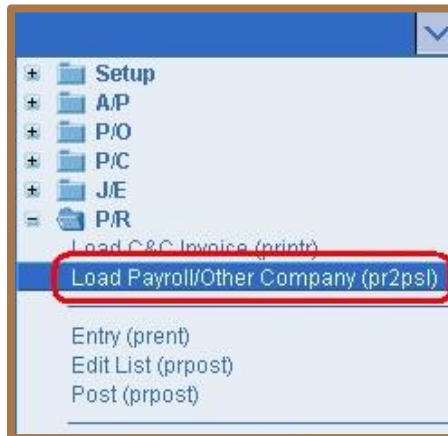 Setup
A/P
P/O
P/C
J/E
P/R
Load C&C Invoice (printr)
Load Payroll/Other Company (pr2psl)
Entry (prent)
Edit List (prpost)
Post (prpost)